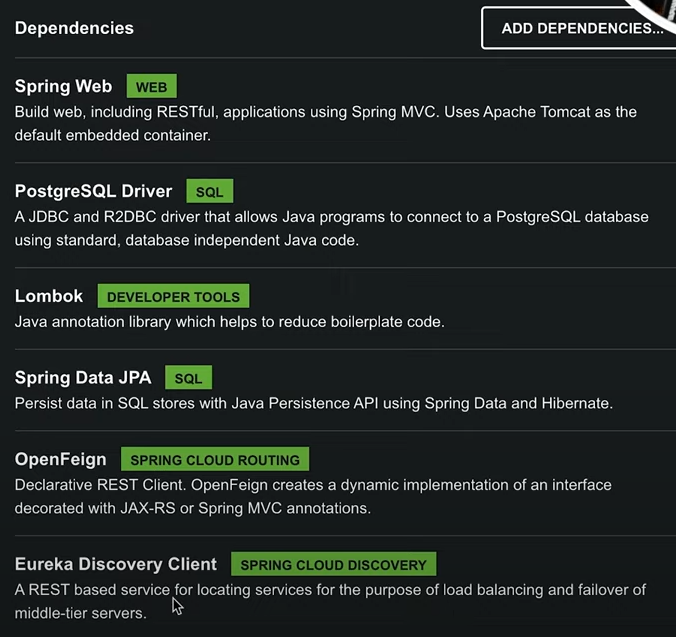 Dependencies
ADD DEPENDENCIES...
Spring Web WEB
Build web, including RESTful, applications using Spring MVC. Uses Apache Tomcat as the
default embedded container.
PostgreSQL Driver SQL
A JDBC and R2DBC driver that allows Java programs to connect to a PostgreSQL database
using standard, database independent Java code.
Lombok DEVELOPER TOOLS
Java annotation library which helps to reduce boilerplate code.
Spring Data JPA SQL
Persist data in SQL stores with Java Persistence API using Spring Data and Hibernate.
OpenFeign SPRING CLOUD ROUTING
Declarative REST Client. OpenFeign creates a dynamic implementation of an interface
decorated with JAX-RS or Spring MVC annotations.
Eureka Discovery Client SPRING CLOUD DISCOVERY
A REST based service for locating services for the purpose of load balancing and failover of
middle-tier servers.